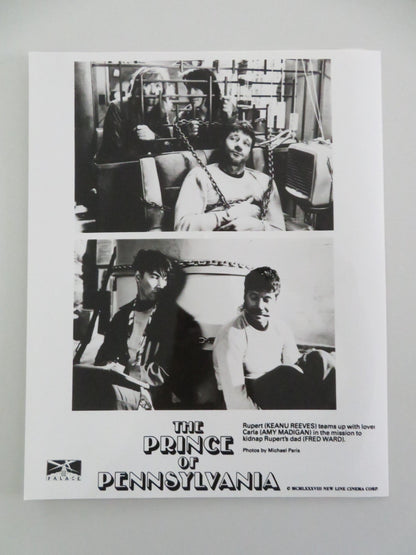 THE
PRINCE
OF
PENNSYLVANIA
Rupert (KEANU REEVES) teams up with lover
Carla (AMY MADIGAN) in the mission to
kidnap Rupert's dad (FRED WARD).
Photos by Michael Paris
PALACE
© MCMLXXXVIII NEW LINE CINEMA CORP.